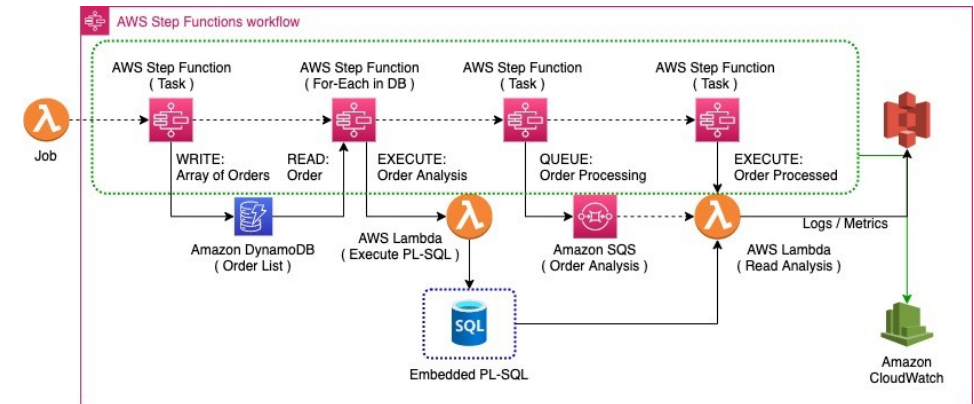 AWS Step Functions workflow
AWS Step Function
( Task )
AWS Step Function
( For-Each in DB )
AWS Step Function
( Task )
AWS Step Function
( Task )
Job
WRITE:
Array of Orders
READ:
Order
EXECUTE:
Order Analysis
QUEUE:
Order Processing
EXECUTE:
Order Processed
Logs / Metrics
Amazon DynamoDB
( Order List )
AWS Lambda
( Execute PL-SQL )
Amazon SQS
( Order Analysis )
AWS Lambda
( Read Analysis )
SQL
Embedded PL-SQL
Amazon
CloudWatch